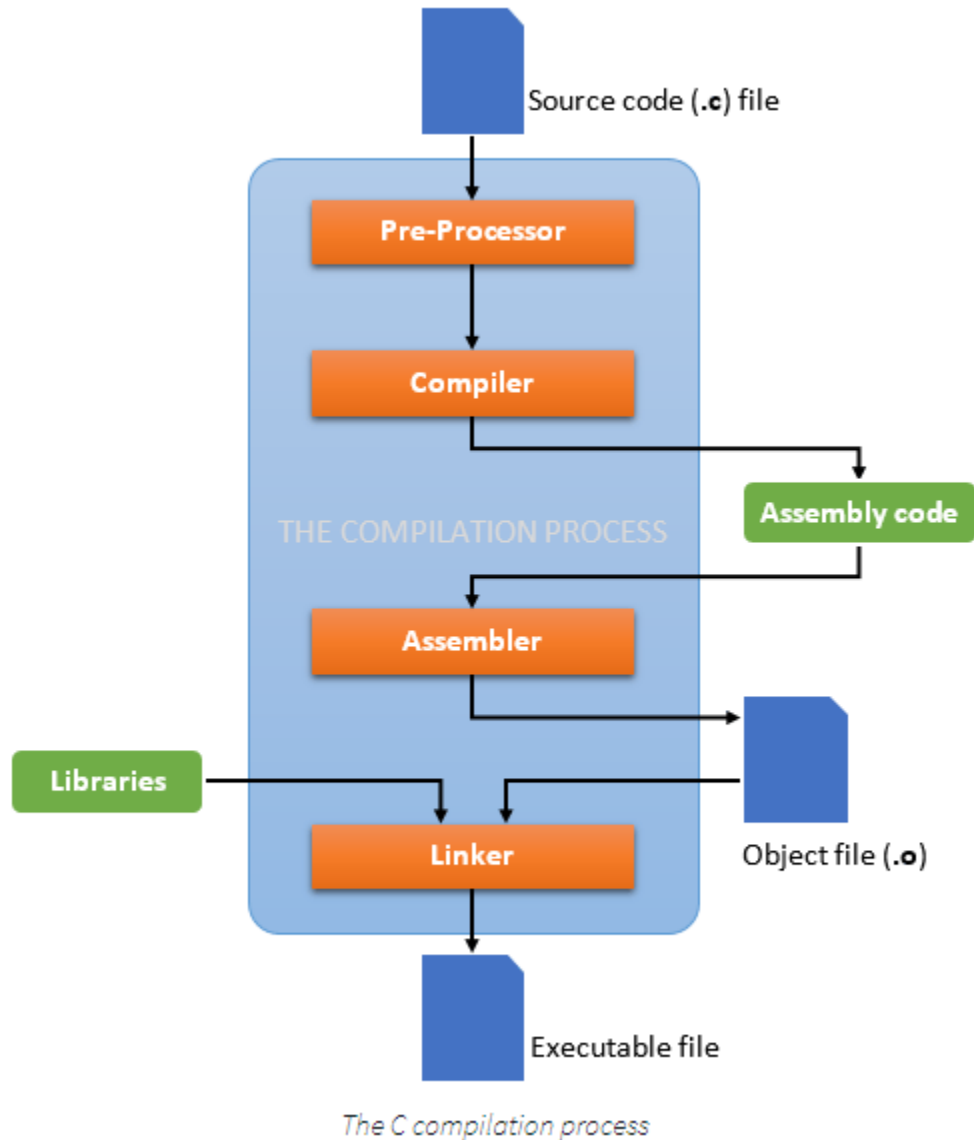 Source code (.c) file
Pre-Processor
Compiler
Assembly code
THE COMPILATION PROCESS
Assembler
Libraries
Linker
Object file (.o)
Executable file
The C compilation process